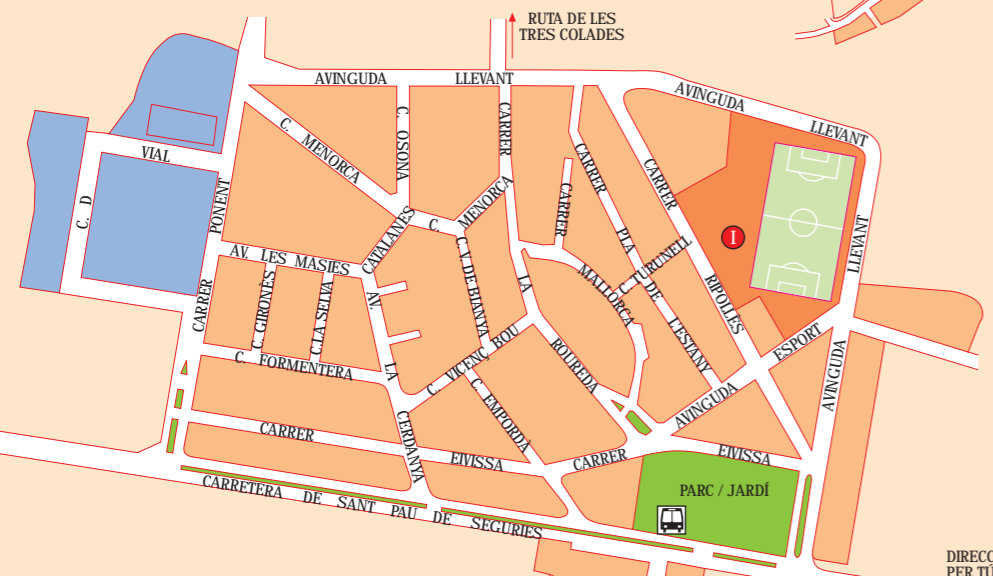 RUTA DE LES
TRES COLADES
AVINGUDA LLEVANT
AVINGUDA LLEVANT
C. OSONA
CARRER
C. MENORCA
VIAL
C. D
CARRER PONENT
CATALANES
C. MENORCA
CARRER
CARRER PLA DE L'ESTANY
CARRER RIPOLLES
I
LLEVANT
AV. LES MASIES
C. V. DE BIANYA
C. TURUNELL
MALLORCA
C. GIRONÈS
C. LA SELVA
AV. LA CERDANYA
LA ROUREDA
C. FORMENTERA
C. VICENÇ BOU
C. EMPORDÀ
AVINGUDA ESPORT
AVINGUDA
CARRER EIVISSA
CARRER EIVISSA
PARC / JARDÍ
CARRETERA DE SANT PAU DE SEGURIES
PER